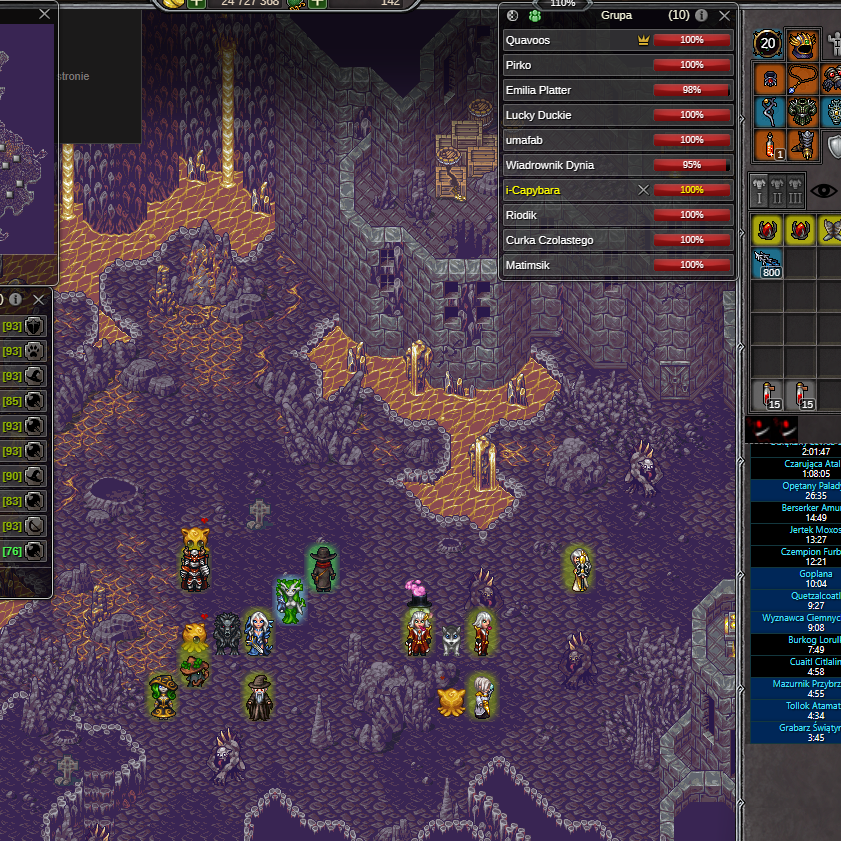 24 727 368
142
110%
Grupa (10)
Quavoos 100%
Pirko 100%
Emilia Platter 98%
Lucky Duckie 100%
umafab 100%
Wiadrownik Dynia 95%
i-Capybara 100%
Riodik 100%
Curka Czolastego 100%
Matimsik 100%
stronie
[93]
[93]
[93]
[85]
[93]
[93]
[90]
[83]
[93]
[76]
20
1
I II III
800
15 15
2:01:47
Czarująca Atal
1:08:05
Opętany Palad
26:35
Berserker Amu
14:49
Jertek Moxos
13:27
Czempion Furb
12:21
Goplana
10:04
Quetzalcoatl
9:27
Wyznawca Ciemnyc
9:08
Burkog Lorul
7:49
Cuaitl Citlalin
4:58
Mazurnik Przybrz
4:55
Tollok Atamat
4:34
Grabarz Świątyn
3:45